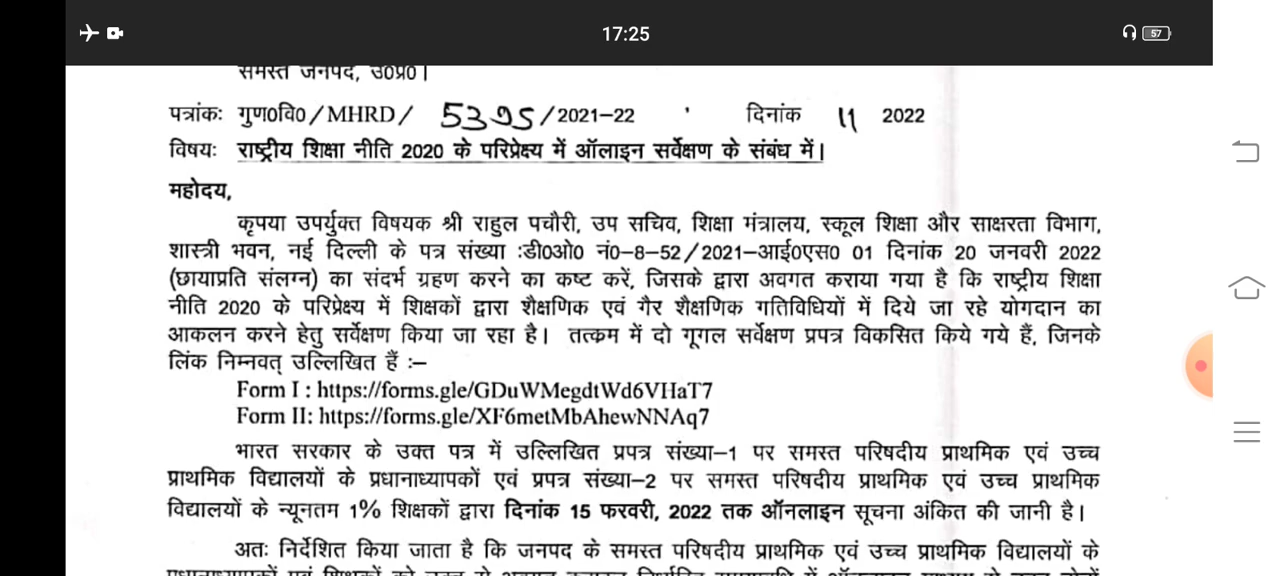 17:25
57
समस्त जनपद, उ0प्र0।
पत्रांकः गुण0वि0/MHRD/ 5395/2021-22 दिनांक 11 2022
विषयः राष्ट्रीय शिक्षा नीति 2020 के परिप्रेक्ष्य में ऑलाइन सर्वेक्षण के संबंध में।
महोदय,
कृपया उपर्युक्त विषयक श्री राहुल पचौरी, उप सचिव, शिक्षा मंत्रालय, स्कूल शिक्षा और साक्षरता विभाग,
शास्त्री भवन, नई दिल्ली के पत्र संख्या :डी0ओ0 नं0-8-52/2021-आई0एस0 01 दिनांक 20 जनवरी 2022
(छायाप्रति संलग्न) का संदर्भ ग्रहण करने का कष्ट करें, जिसके द्वारा अवगत कराया गया है कि राष्ट्रीय शिक्षा
नीति 2020 के परिप्रेक्ष्य में शिक्षकों द्वारा शैक्षणिक एवं गैर शैक्षणिक गतिविधियों में दिये जा रहे योगदान का
आकलन करने हेतु सर्वेक्षण किया जा रहा है। तत्कम में दो गूगल सर्वेक्षण प्रपत्र विकसित किये गये हैं, जिनके
लिंक निम्नवत् उल्लिखित हैं :-
Form I : https://forms.gle/GDuWMegdtWd6VHaT7
Form II: https://forms.gle/XF6metMbAhewNNAq7
भारत सरकार के उक्त पत्र में उल्लिखित प्रपत्र संख्या-1 पर समस्त परिषदीय प्राथमिक एवं उच्च
प्राथमिक विद्यालयों के प्रधानाध्यापकों एवं प्रपत्र संख्या-2 पर समस्त परिषदीय प्राथमिक एवं उच्च प्राथमिक
विद्यालयों के न्यूनतम 1% शिक्षकों द्वारा दिनांक 15 फरवरी, 2022 तक ऑनलाइन सूचना अंकित की जानी है।
अतः निर्देशित किया जाता है कि जनपद के समस्त परिषदीय प्राथमिक एवं उच्च प्राथमिक विद्यालयों के